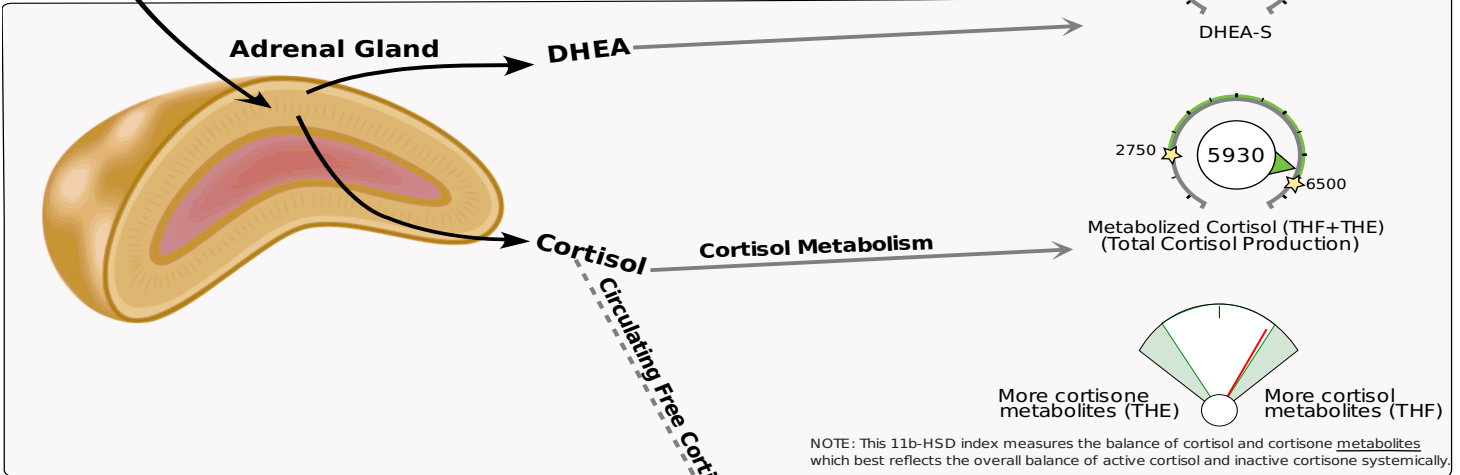 DHEA-S
Adrenal Gland
DHEA
2750
5930
6500
Metabolized Cortisol (THF+THE)
(Total Cortisol Production)
Cortisol
Cortisol Metabolism
Circulating Free
More cortisone
metabolites (THE)
More cortisol
metabolites (THF)
NOTE: This 11b-HSD index measures the balance of cortisol and cortisone metabolites
which best reflects the overall balance of active cortisol and inactive cortisone systemically.